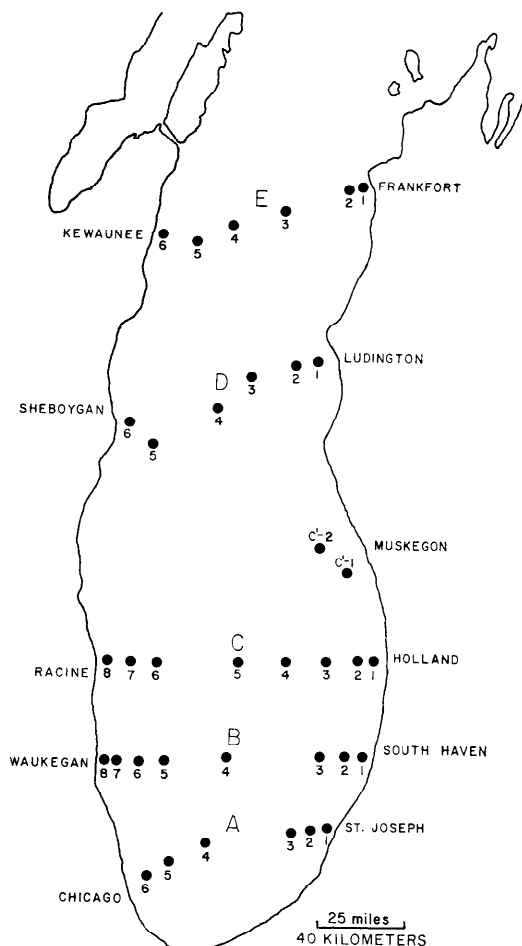 FRANKFORT
E
2 1
3
KEWAUNEE
4
6
5
LUDINGTON
D
1
2
3
SHEBOYGAN
4
6
5
C'-2
MUSKEGON
C'-1
C
HOLLAND
RACINE
8 7 6 5 4 3 2 1
B
SOUTH HAVEN
WAUKEGAN
8 7 6 5 4 3 2 1
A
ST. JOSEPH
3 2 1
4
5
6
CHICAGO
25 miles
40 KILOMETERS